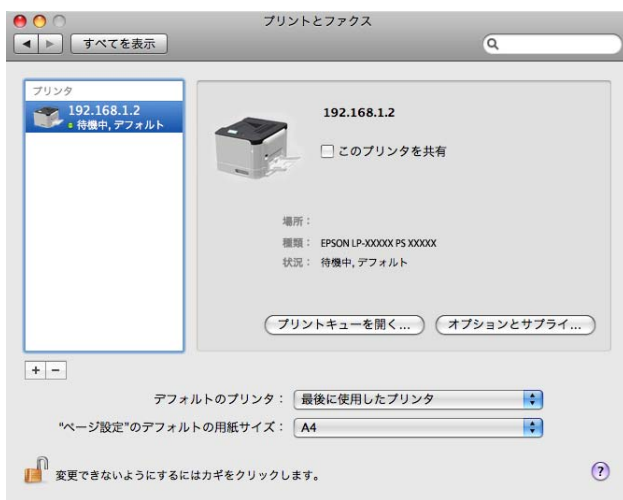 プリントとファクス
すべてを表示
プリンタ
192.168.1.2
待機中, デフォルト
192.168.1.2
このプリンタを共有
場所：
種類： EPSON LP-XXXXX PS XXXXX
状況： 待機中, デフォルト
プリントキューを開く... オプションとサプライ...
+ −
デフォルトのプリンタ： 最後に使用したプリンタ
"ページ設定"のデフォルトの用紙サイズ： A4
変更できないようにするにはカギをクリックします。 ?